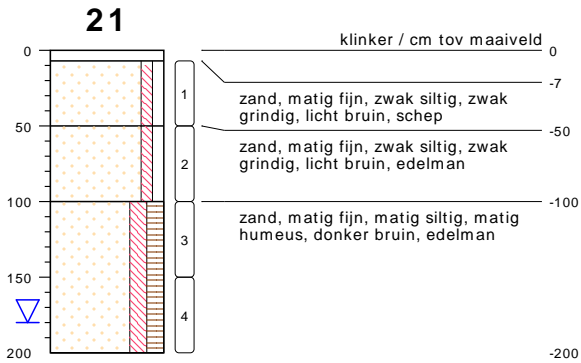 21
klinker / cm tov maaiveld
0
0
-7
1
zand, matig fijn, zwak siltig, zwak
grindig, licht bruin, schep
50
-50
2
zand, matig fijn, zwak siltig, zwak
grindig, licht bruin, edelman
100
-100
3
zand, matig fijn, matig siltig, matig
humeus, donker bruin, edelman
150
4
200
-200